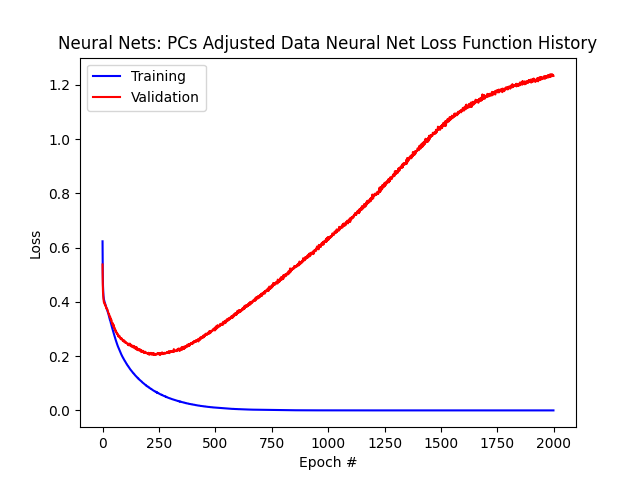 Neural Nets: PCs Adjusted Data Neural Net Loss Function History
Training
Validation
Loss
1.2
1.0
0.8
0.6
0.4
0.2
0.0
0 250 500 750 1000 1250 1500 1750 2000
Epoch #